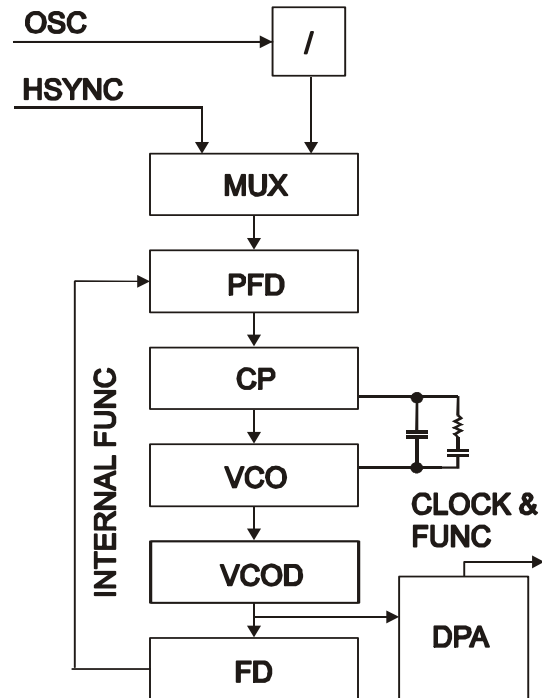 OSC
/
HSYNC
MUX
PFD
CP
INTERNAL FUNC
VCO
CLOCK &
FUNC
VCOD
DPA
FD